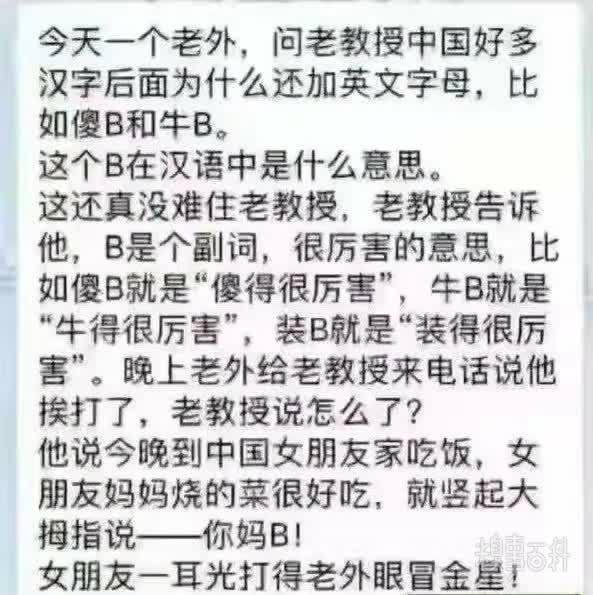 今天一个老外，问老教授中国好多
汉字后面为什么还加英文字母，比
如傻B和牛B。
这个B在汉语中是什么意思。
这还真没难住老教授，老教授告诉
他，B是个副词，很厉害的意思，比
如傻B就是“傻得很厉害”，牛B就是
“牛得很厉害”，装B就是“装得很厉
害”。晚上老外给老教授来电话说他
挨打了，老教授说怎么了？
他说今晚到中国女朋友家吃饭，女
朋友妈妈烧的菜很好吃，就竖起大
拇指说——你妈B！
女朋友一耳光打得老外眼冒金星！
糗事百科